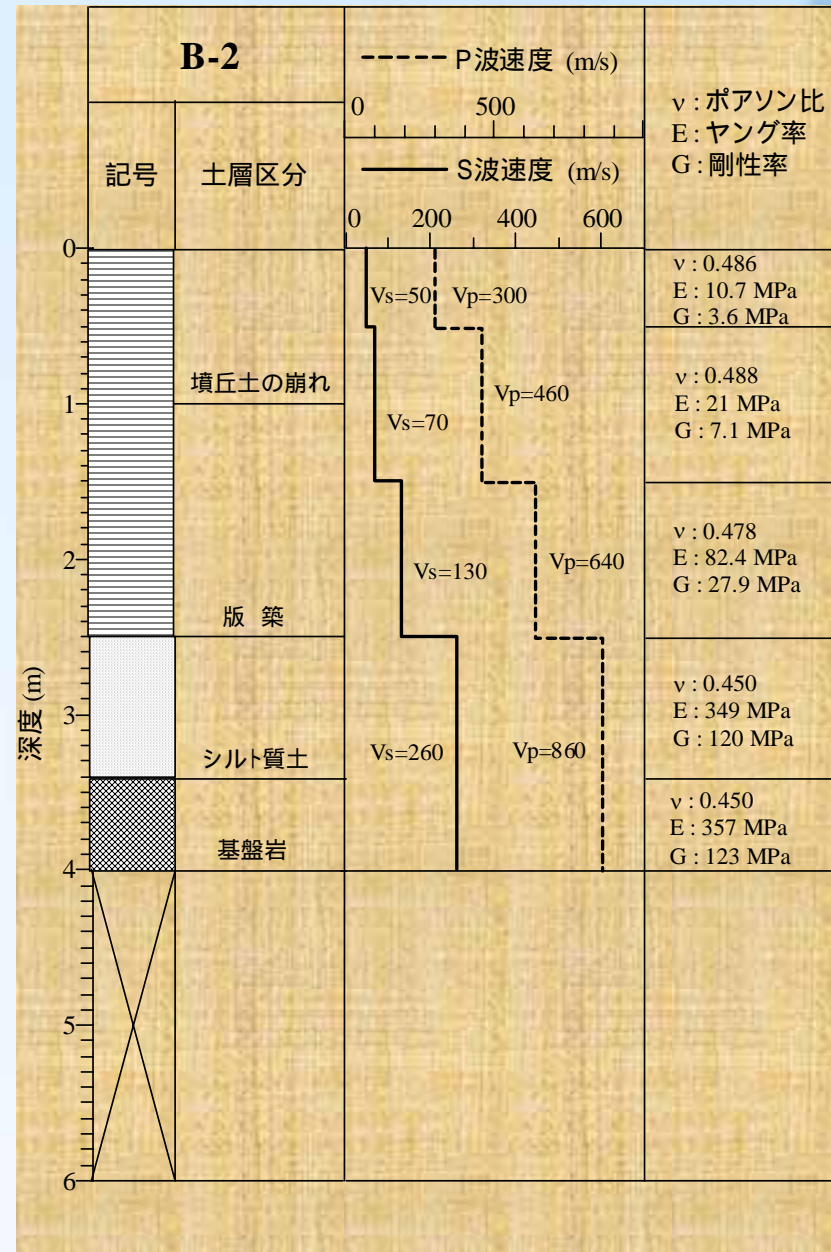 B-2
記号
土層区分
P波速度 (m/s)
0 500
S波速度 (m/s)
0 200 400 600
ν : ポアソン比
E : ヤング率
G : 剛性率
深度 (m)
0
1
2
3
4
5
6
墳丘土の崩れ
版 築
シルト質土
基盤岩
Vs=50 Vp=300
Vs=70 Vp=460
Vs=130 Vp=640
Vs=260 Vp=860
ν : 0.486
E : 10.7 MPa
G : 3.6 MPa
ν : 0.488
E : 21 MPa
G : 7.1 MPa
ν : 0.478
E : 82.4 MPa
G : 27.9 MPa
ν : 0.450
E : 349 MPa
G : 120 MPa
ν : 0.450
E : 357 MPa
G : 123 MPa